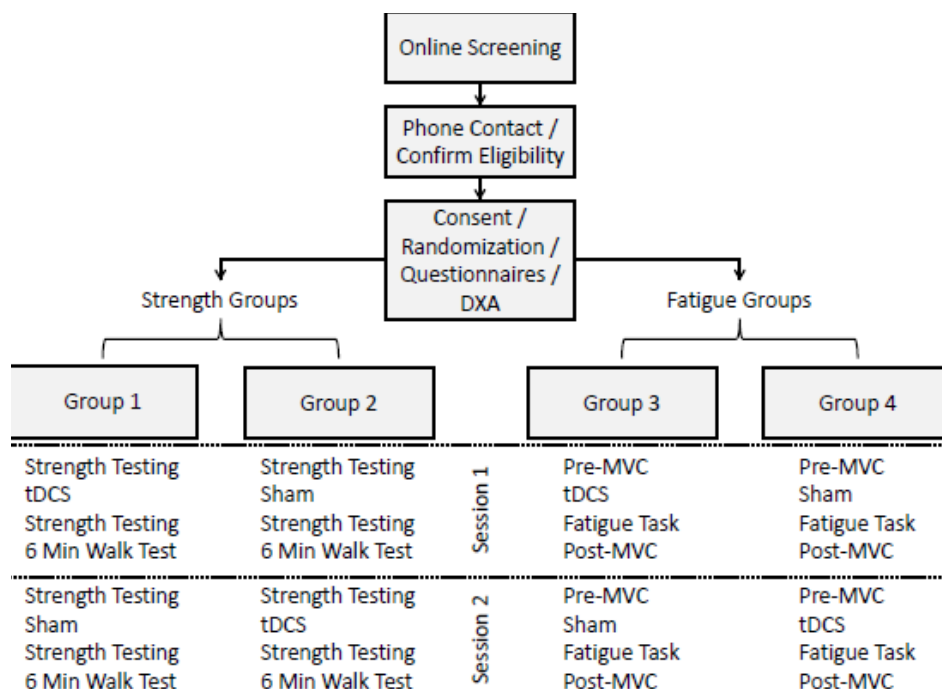 Online Screening
Phone Contact /
Confirm Eligibility
Consent /
Randomization /
Questionnaires /
DXA
Strength Groups
Fatigue Groups
Group 1
Group 2
Group 3
Group 4
Session 1
Strength Testing
tDCS
Strength Testing
6 Min Walk Test
Strength Testing
Sham
Strength Testing
6 Min Walk Test
Pre-MVC
tDCS
Fatigue Task
Post-MVC
Pre-MVC
Sham
Fatigue Task
Post-MVC
Session 2
Strength Testing
Sham
Strength Testing
6 Min Walk Test
Strength Testing
tDCS
Strength Testing
6 Min Walk Test
Pre-MVC
Sham
Fatigue Task
Post-MVC
Pre-MVC
tDCS
Fatigue Task
Post-MVC